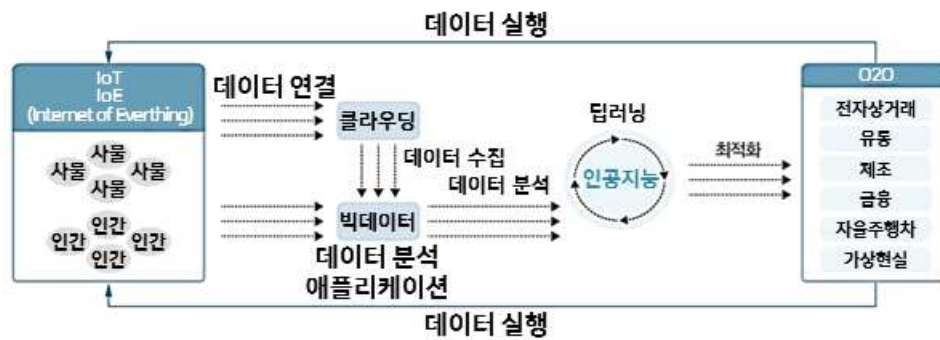 데이터 실행
IoT
IoE
(Internet of Everthing)
사물
사물 사물
사물
인간
인간 인간
인간
데이터 연결
클라우딩
데이터 수집
빅데이터
데이터 분석
애플리케이션
데이터 분석
딥러닝
인공지능
최적화
O2O
전자상거래
유통
제조
금융
자율주행차
가상현실
데이터 실행